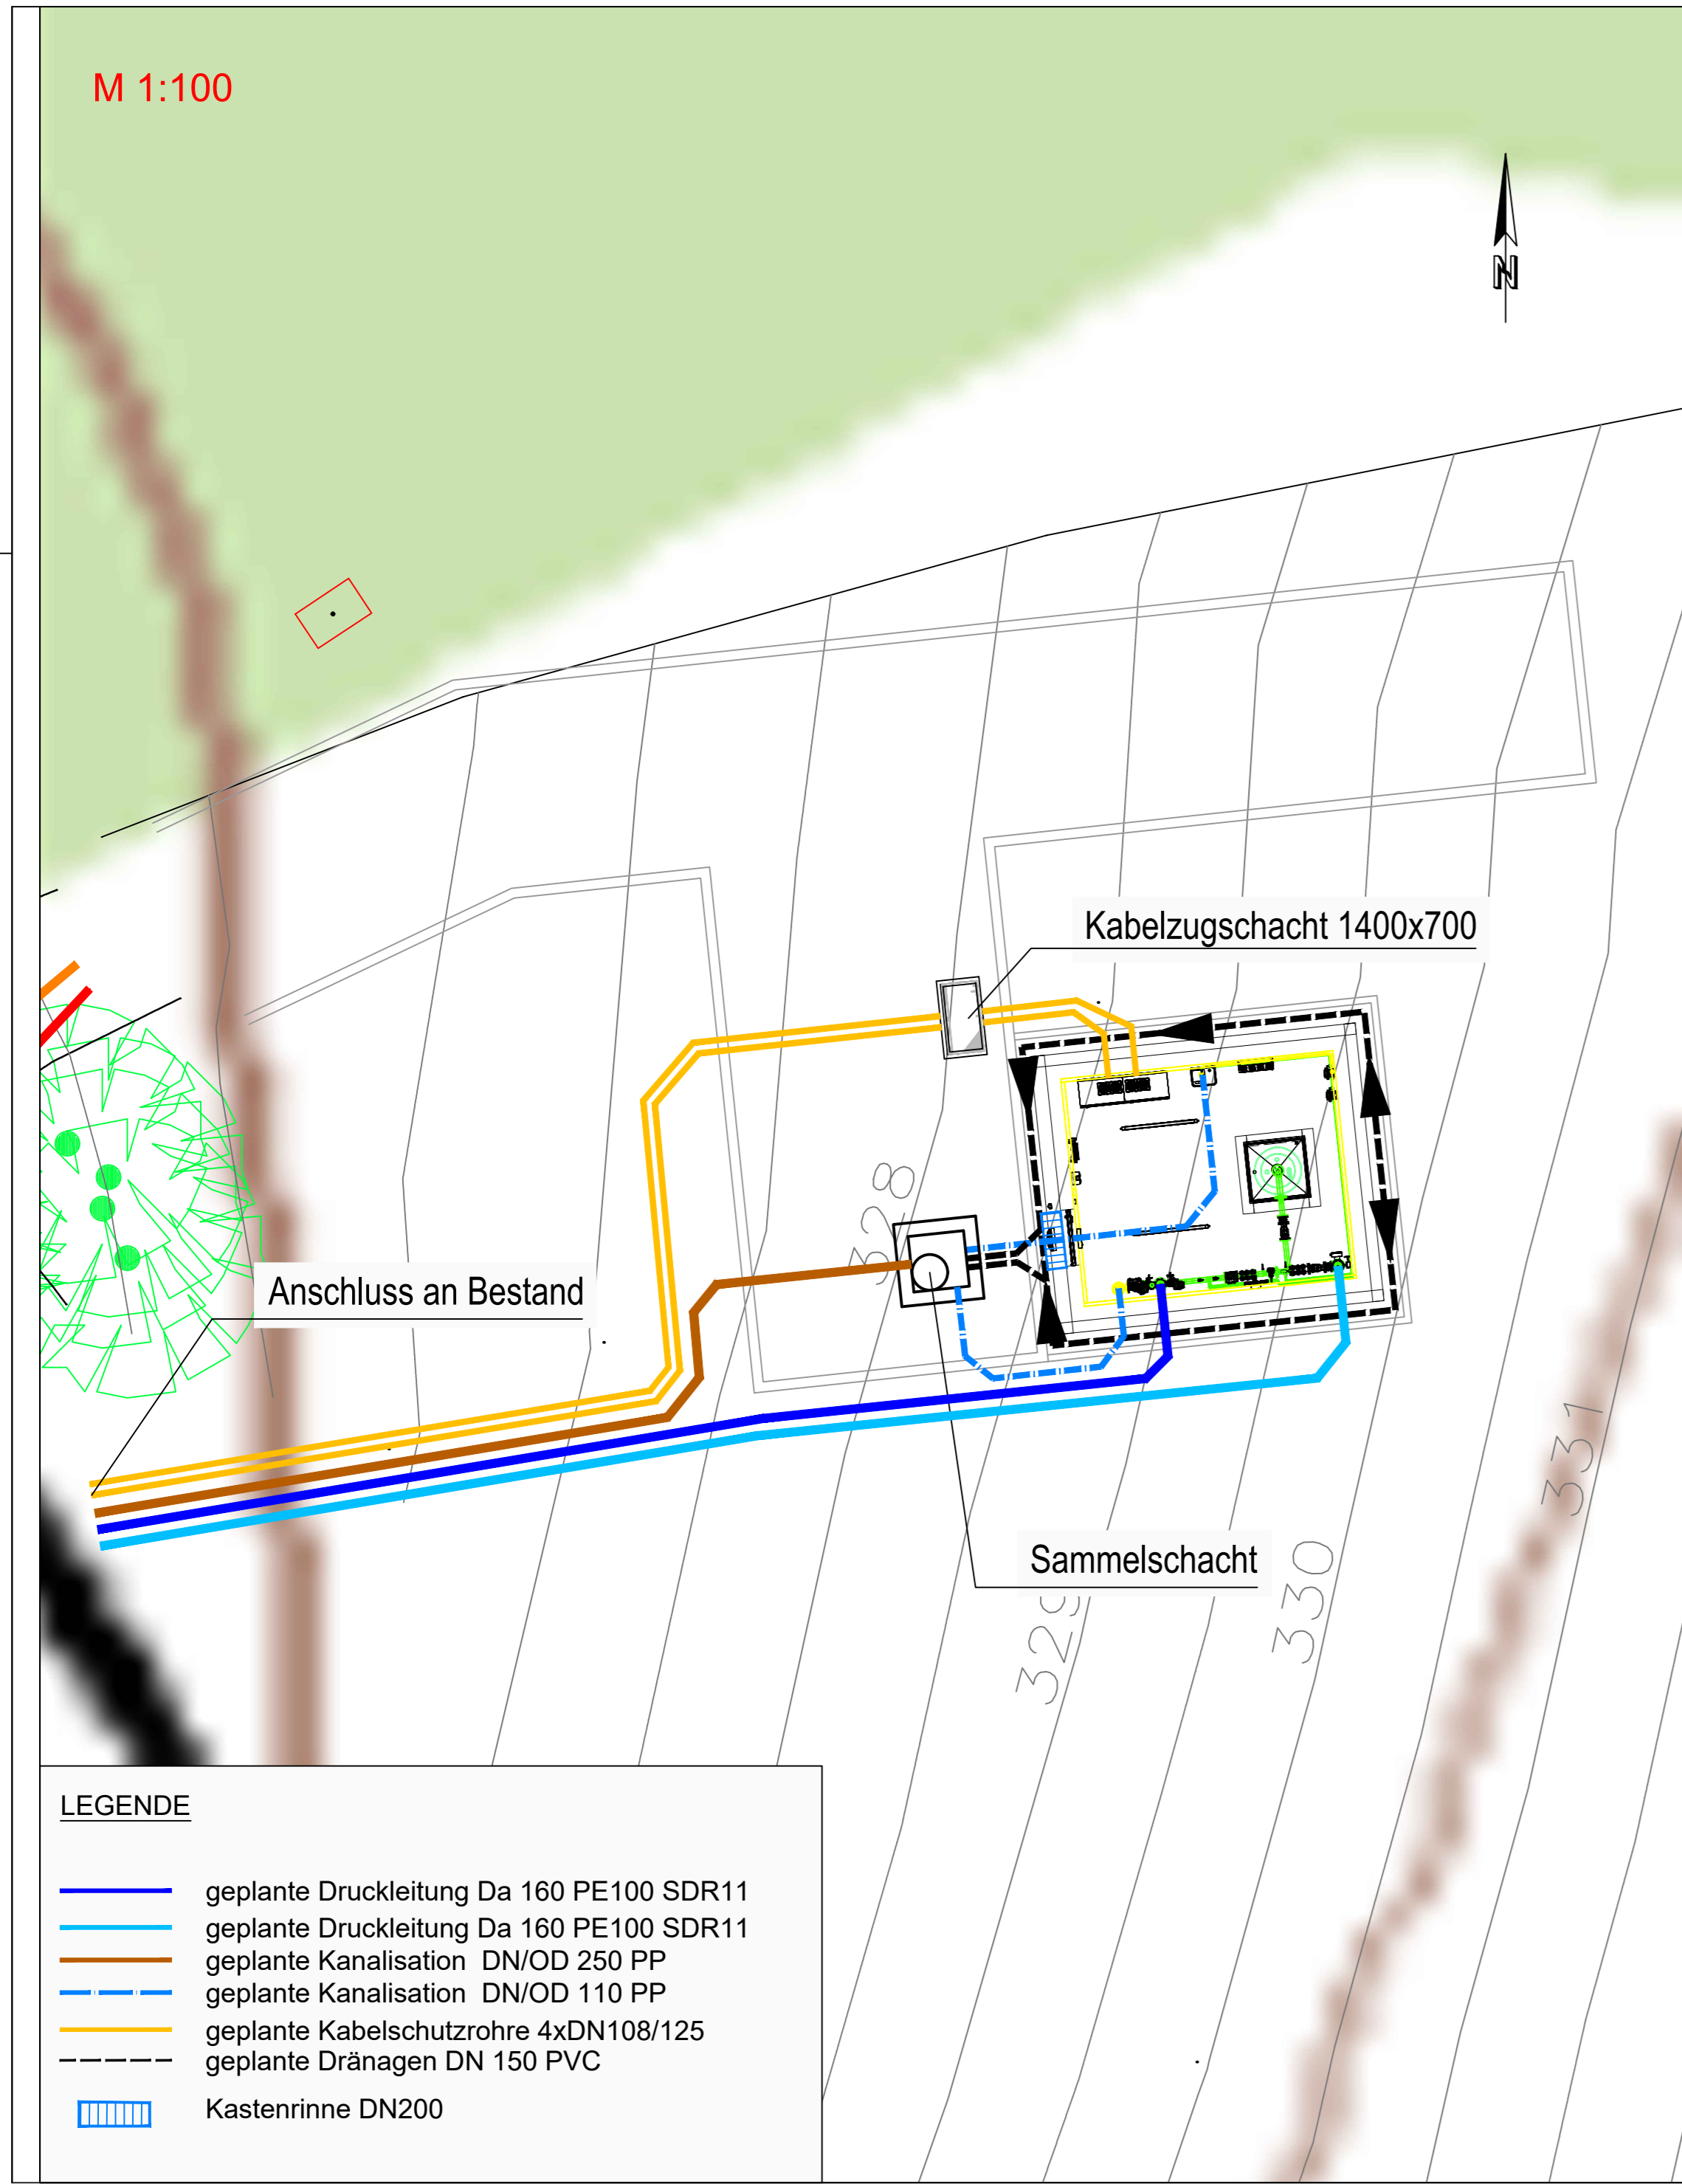 M 1:100
N
Kabelzugschacht 1400x700
328
Anschluss an Bestand
331
Sammelschacht
330
329
LEGENDE
geplante Druckleitung Da 160 PE100 SDR11
geplante Druckleitung Da 160 PE100 SDR11
geplante Kanalisation DN/OD 250 PP
geplante Kanalisation DN/OD 110 PP
geplante Kabelschutzrohre 4xDN108/125
geplante Dränagen DN 150 PVC
Kastenrinne DN200